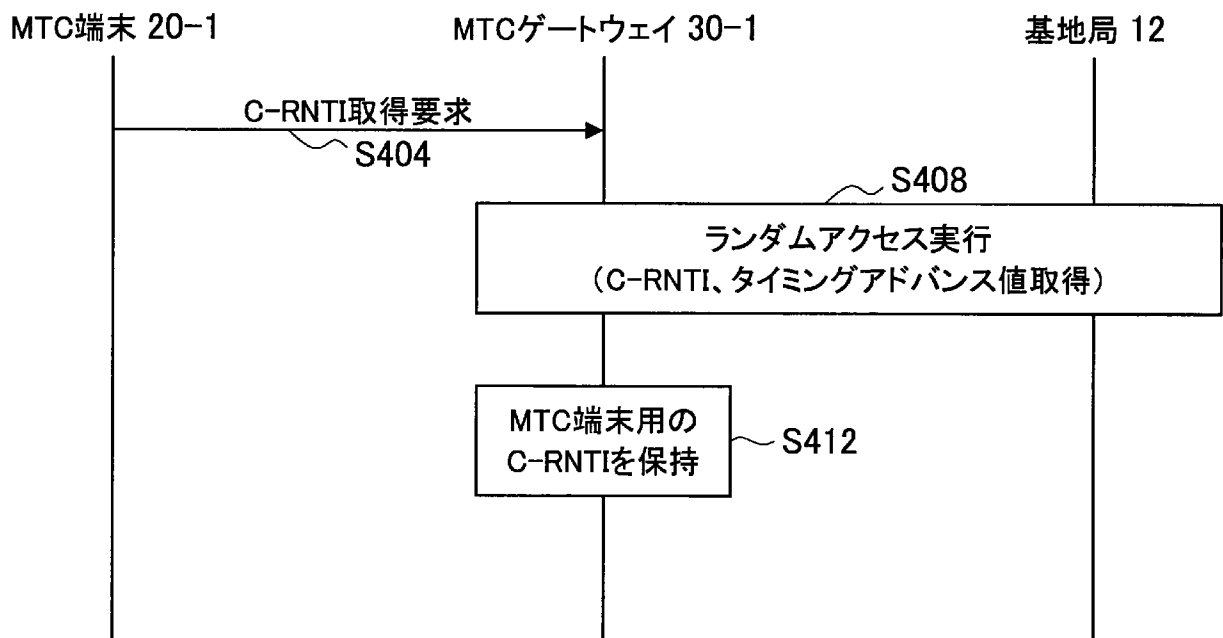 MTC端末 20-1
MTCゲートウェイ 30-1
基地局 12
C-RNTI取得要求
S404
S408
ランダムアクセス実行
(C-RNTI、タイミングアドバンス値取得)
MTC端末用の
C-RNTIを保持
S412